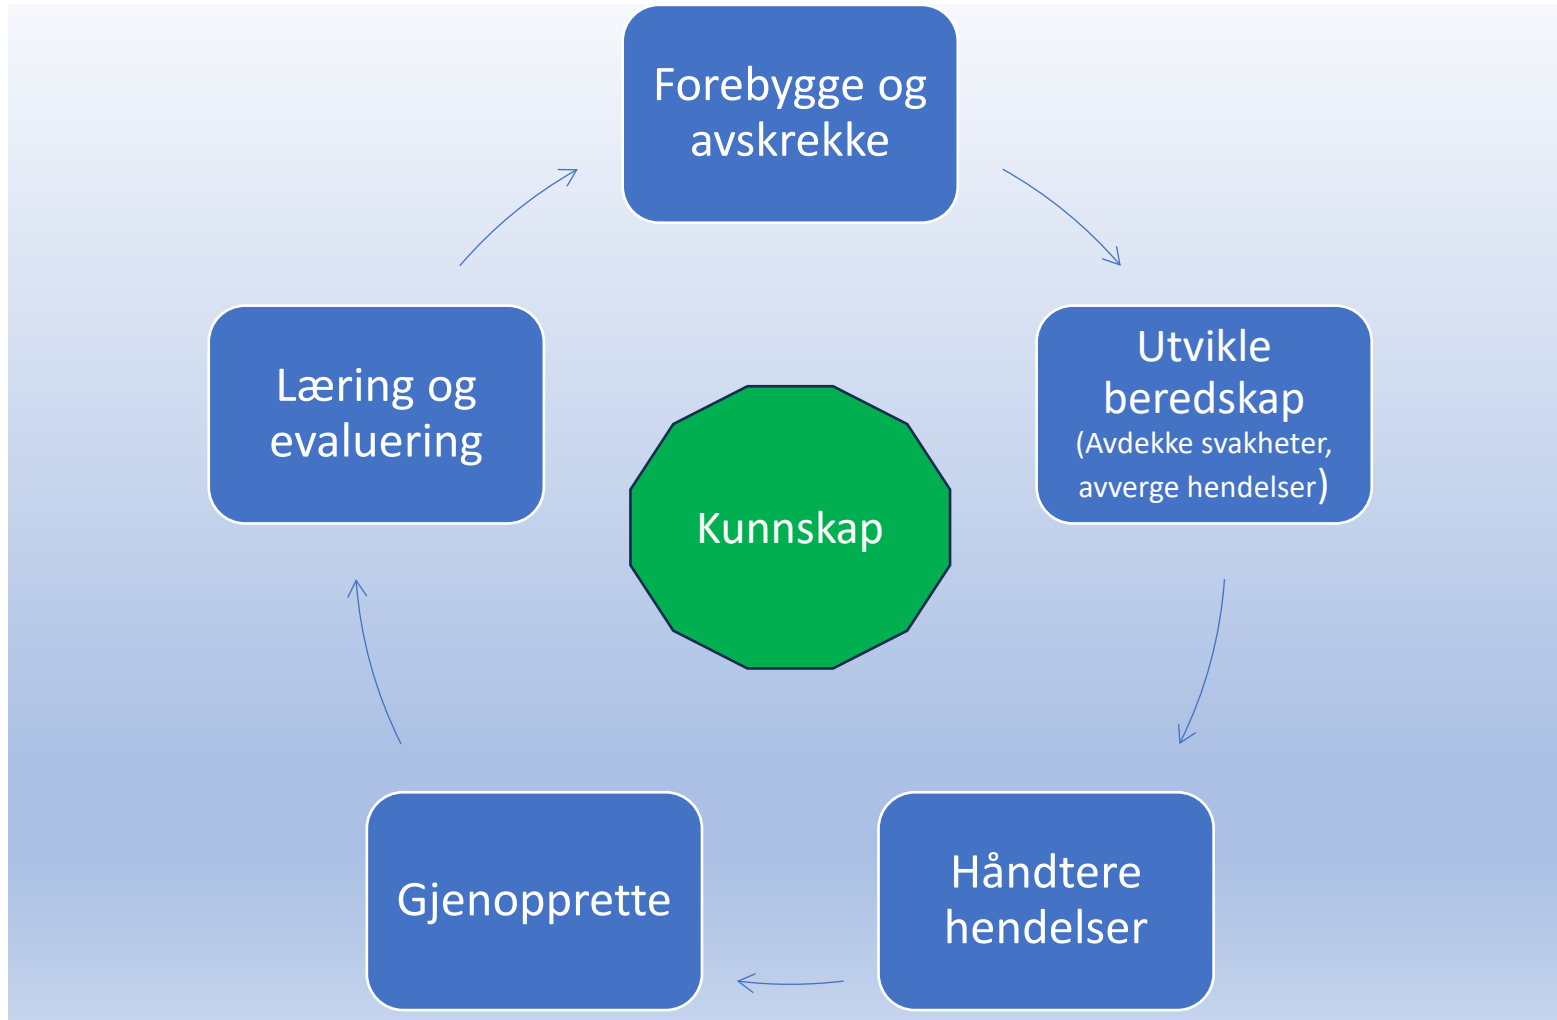 Forebygge og
avskrekke
Utvikle
beredskap
(Avdekke svakheter,
avverge hendelser)
Håndtere
hendelser
Gjenopprette
Læring og
evaluering
Kunnskap